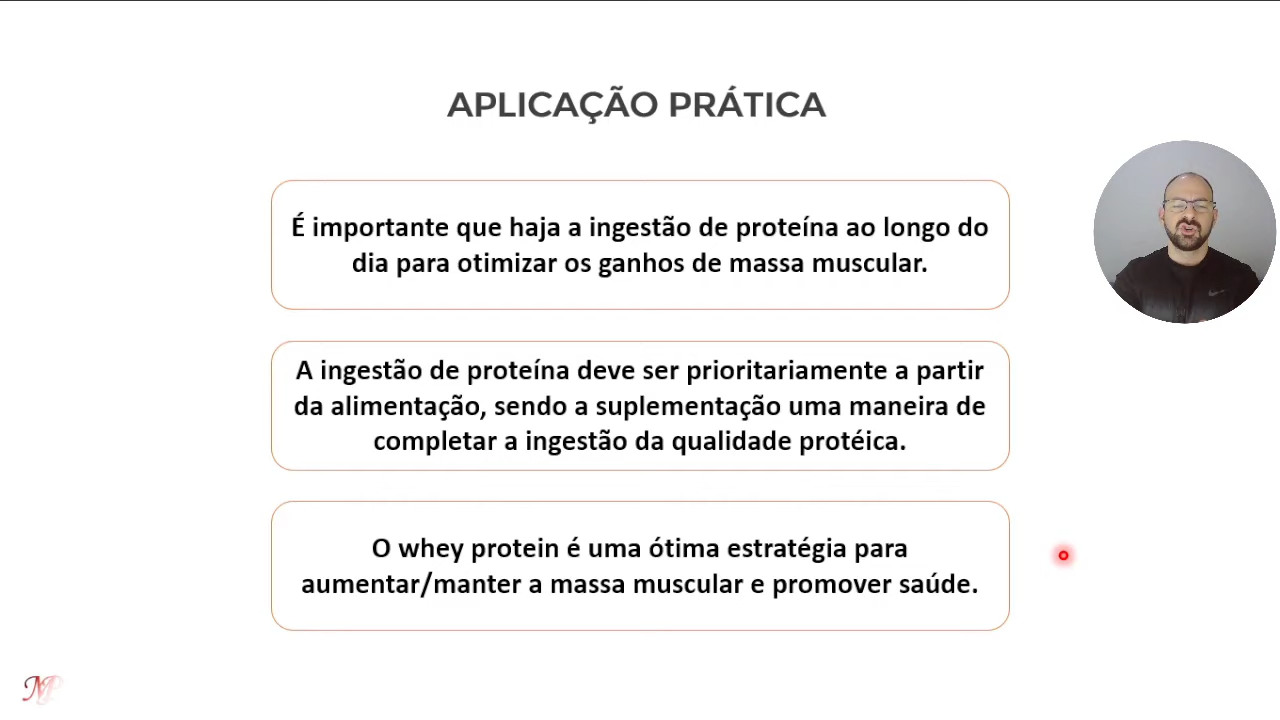 APLICAÇÃO PRÁTICA
É importante que haja a ingestão de proteína ao longo do
dia para otimizar os ganhos de massa muscular.
A ingestão de proteína deve ser prioritariamente a partir
da alimentação, sendo a suplementação uma maneira de
completar a ingestão da qualidade protéica.
O whey protein é uma ótima estratégia para
aumentar/manter a massa muscular e promover saúde.